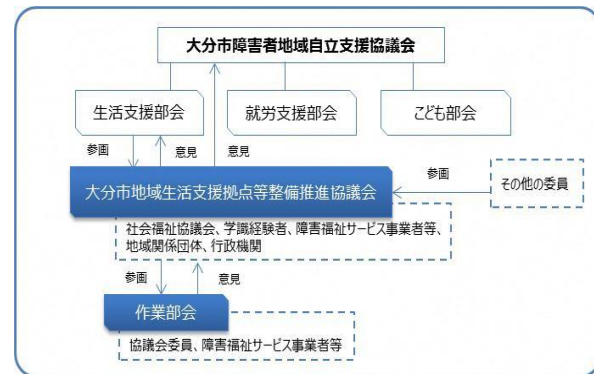 大分市障害者地域自立支援協議会
生活支援部会
就労支援部会
こども部会
参画
意見
大分市地域生活支援拠点等整備推進協議会
参画
その他の委員
社会福祉協議会、学識経験者、障害福祉サービス事業者等、
地域関係団体、行政機関
参画
意見
作業部会
協議会委員、障害福祉サービス事業者等